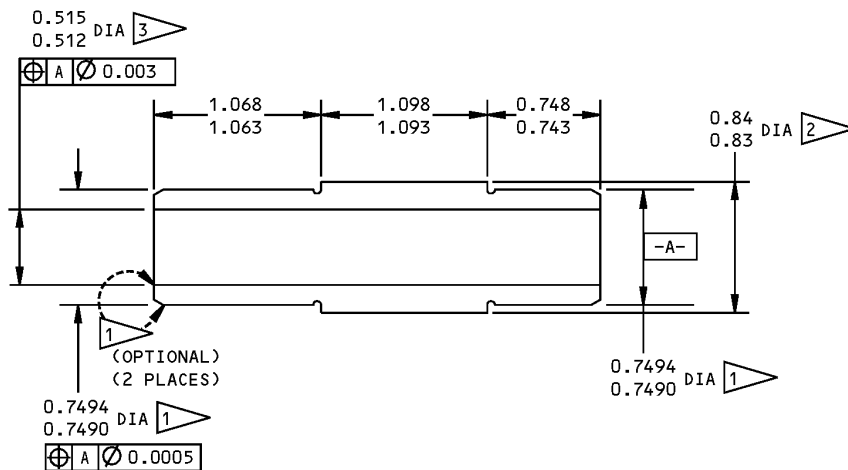 0.515
0.512 DIA 3
⌖ A Ø 0.003
1.068
1.063
1.098
1.093
0.748
0.743
0.84
0.83 DIA 2
-A-
1
(OPTIONAL)
(2 PLACES)
0.7494
0.7490 DIA 1
⌖ A Ø 0.0005
0.7494
0.7490 DIA 1